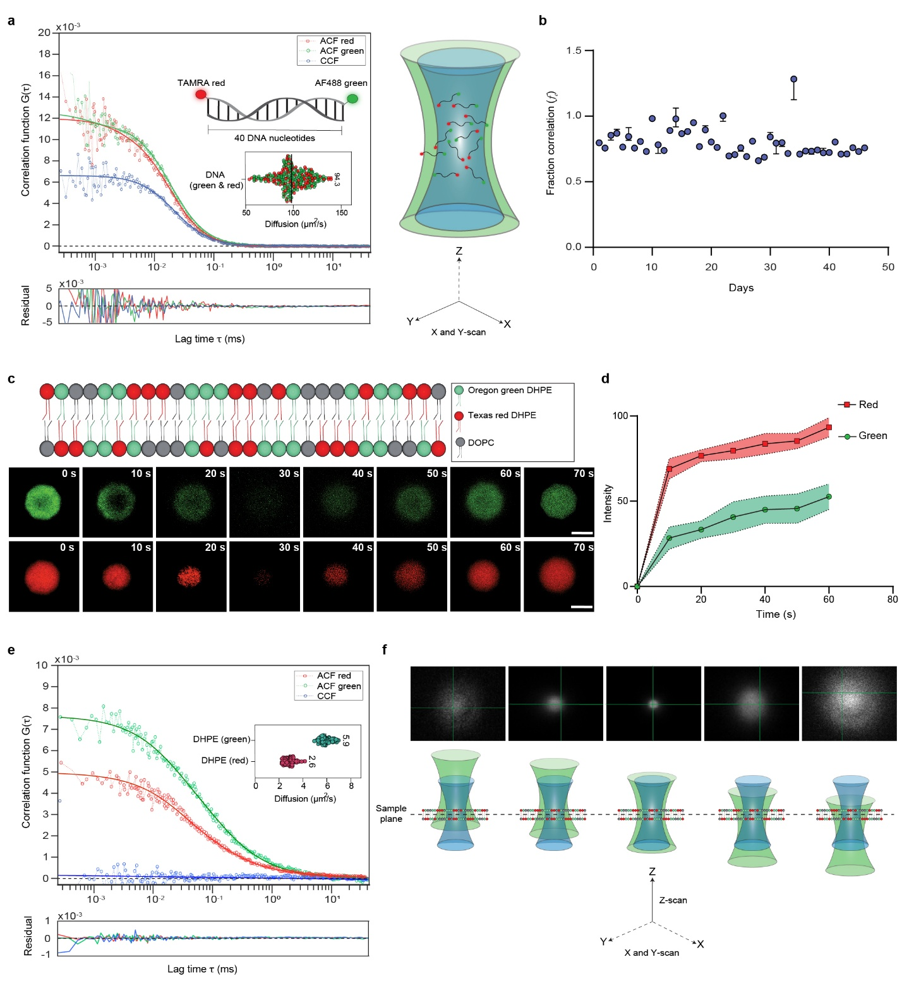 a
x10-3
20
18
16
14
12
10
8
6
4
2
0
Correlation function G(τ)
ACF red
ACF green
CCF
TAMRA red
AF488 green
40 DNA nucleotides
DNA
(green & red)
94.3
50
100
150
Diffusion (μm2/s)
10-3
10-2
10-1
10⁰
10¹
x10-3
5
0
-5
Residual
Lag time τ (ms)
Z
Y
X
X and Y-scan
b
1.5
1.0
0.5
0.0
Fraction correlation (fc)
0
10
20
30
40
50
Days
c
Oregon green DHPE
Texas red DHPE
DOPC
0 s
10 s
20 s
30 s
40 s
50 s
60 s
70 s
0 s
10 s
20 s
30 s
40 s
50 s
60 s
70 s
d
100
50
0
Intensity
Red
Green
0
20
40
60
80
Time (s)
e
x10-3
10
9
8
7
6
5
4
3
2
1
0
Correlation function G(τ)
ACF red
ACF green
CCF
DHPE (green)
5.9
DHPE (red)
2.6
0
2
4
6
8
Diffusion (μm2/s)
10-3
10-2
10-1
10⁰
10¹
x10-3
1
0
-1
Residual
Lag time τ (ms)
f
Sample
plane
Z
Z-scan
Y
X
X and Y-scan